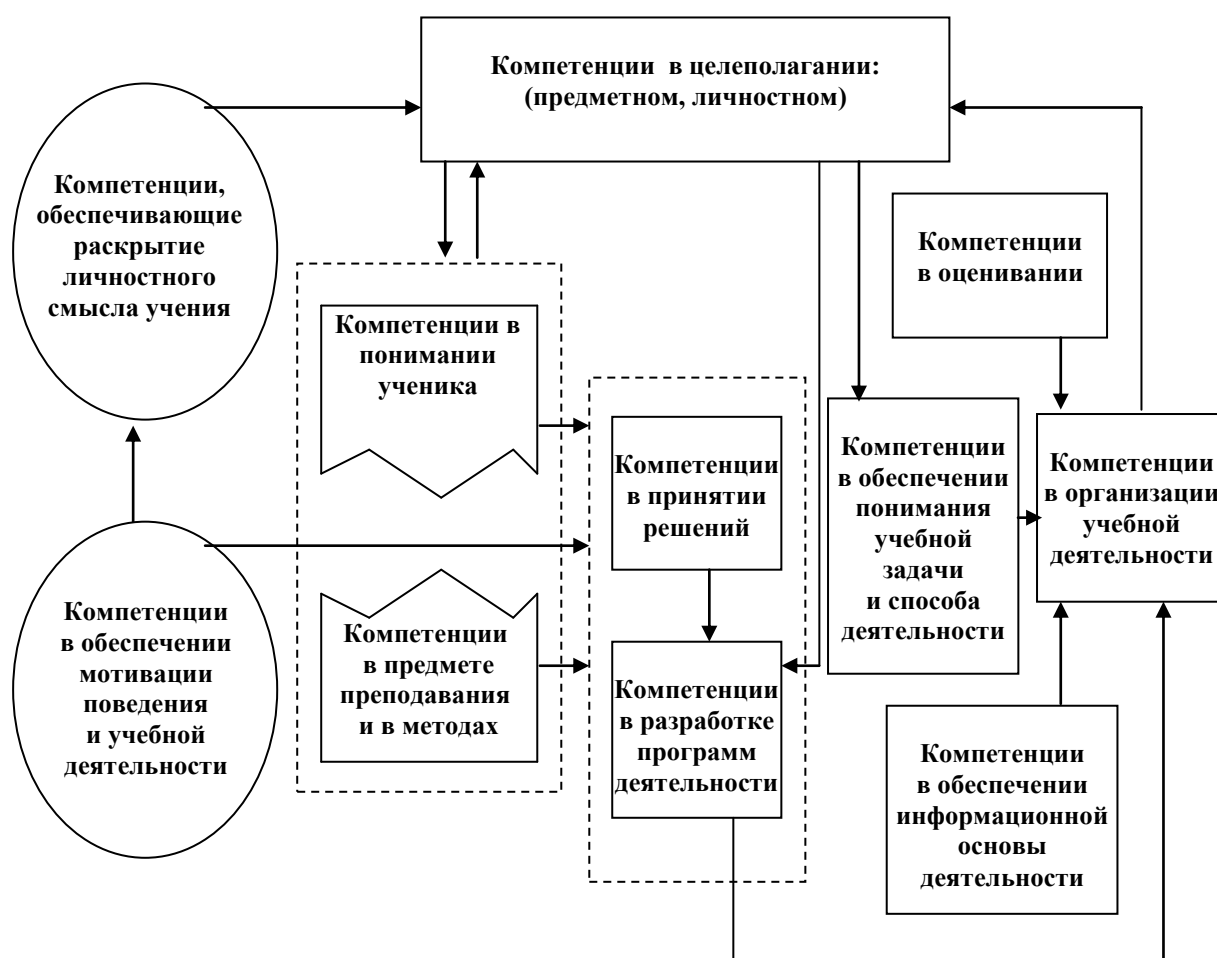 Компетенции в целеполагании:
(предметном, личностном)
Компетенции,
обеспечивающие
раскрытие
личностного
смысла учения
Компетенции
в оценивании
Компетенции в
понимании
ученика
Компетенции
в принятии
решений
Компетенции
в обеспечении
понимания
учебной
задачи
и способа
деятельности
Компетенции
в организации
учебной
деятельности
Компетенции
в обеспечении
мотивации
поведения
и учебной
деятельности
Компетенции
в предмете
преподавания
и в методах
Компетенции
в разработке
программ
деятельности
Компетенции
в обеспечении
информационной
основы
деятельности